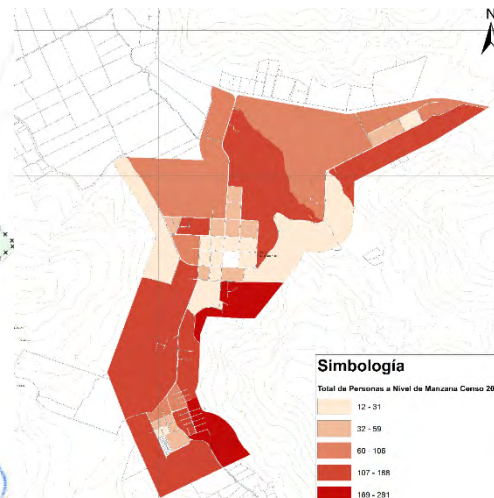 N
Simbología
Total de Personas a Nivel de Manzana Censo 20
12 - 31
32 - 59
60 - 106
107 - 188
189 - 281